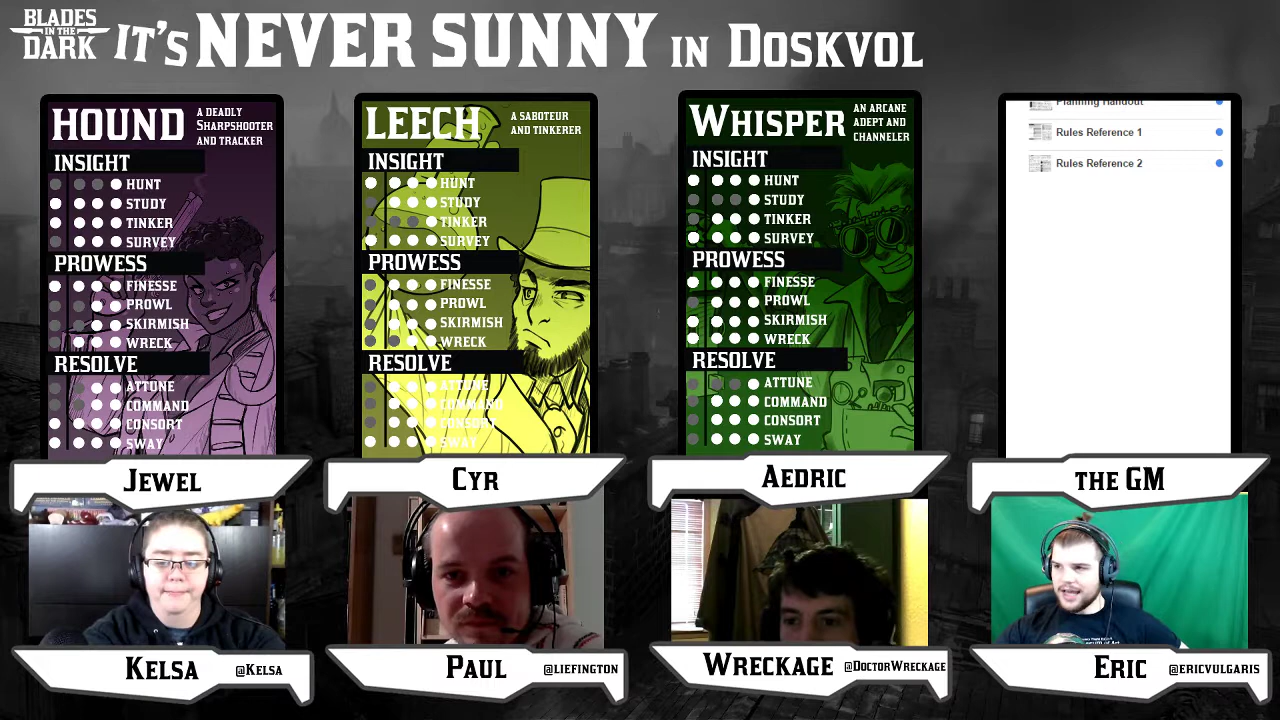 BLADES
IN THE
DARK
IT'S NEVER SUNNY IN DOSKVOL
HOUND
A DEADLY
SHARPSHOOTER
AND TRACKER
INSIGHT
HUNT
STUDY
TINKER
SURVEY
PROWESS
FINESSE
PROWL
SKIRMISH
WRECK
RESOLVE
ATTUNE
COMMAND
CONSORT
SWAY
JEWEL
KELSA @KELSA
LEECH
A SABOTEUR
AND TINKERER
INSIGHT
HUNT
STUDY
TINKER
SURVEY
PROWESS
FINESSE
PROWL
SKIRMISH
WRECK
RESOLVE
ATTUNE
COMMAND
CONSORT
SWAY
CYR
PAUL @LIEFINGTON
WHISPER
AN ARCANE
ADEPT AND
CHANNELER
INSIGHT
HUNT
STUDY
TINKER
SURVEY
PROWESS
FINESSE
PROWL
SKIRMISH
WRECK
RESOLVE
ATTUNE
COMMAND
CONSORT
SWAY
AEDRIC
WRECKAGE @DOCTORWRECKAGE
Planning Handout
Rules Reference 1
Rules Reference 2
THE GM
ERIC @ERICVULGARIS